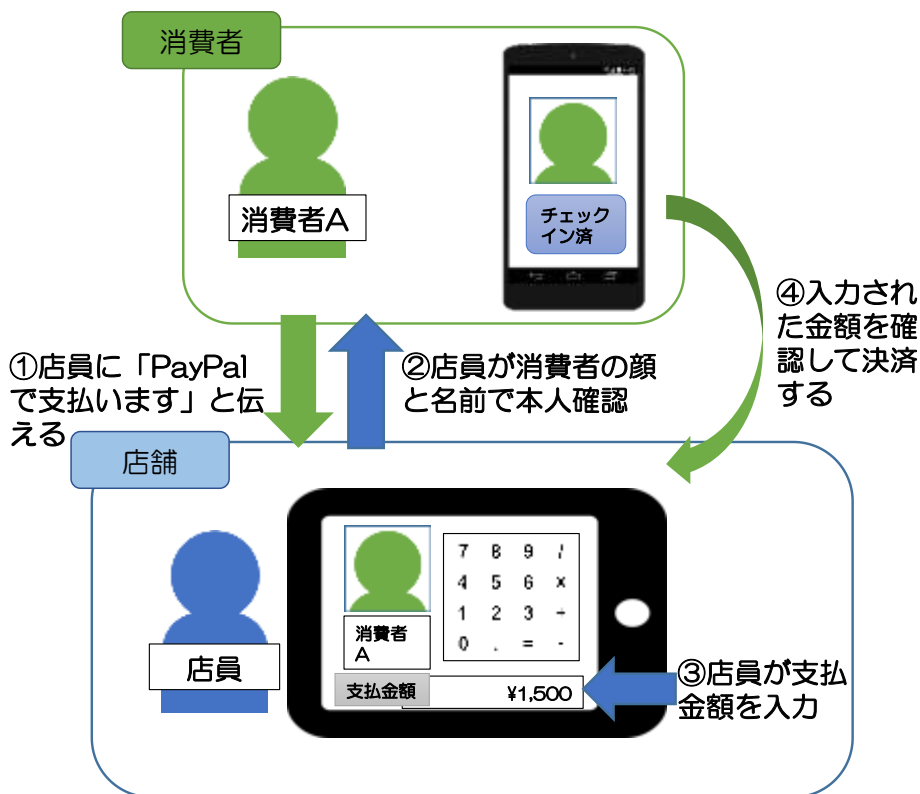 消費者
消費者A
チェック
イン済
①店員に「PayPal
で支払います」と伝
える
②店員が消費者の顔
と名前で本人確認
④入力され
た金額を確
認して決済
する
店舗
店員
7 8 9 /
4 5 6 x
1 2 3 +
0 . = -
消費者
A
支払金額
¥1,500
③店員が支払
金額を入力